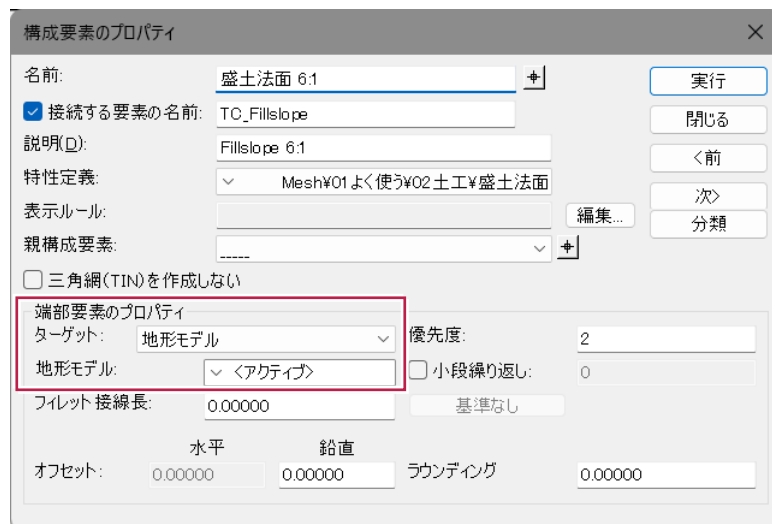 構成要素のプロパティ
名前: 盛土法面 6:1 実行
接続する要素の名前: TC_Fillslope 閉じる
説明(D): Fillslope 6:1 <前
特性定義: Mesh¥01よく使う¥02土工¥盛土法面 次>
表示ルール: 編集... 分類
親構成要素: -----
三角網(TIN)を作成しない
端部要素のプロパティ
ターゲット: 地形モデル 優先度: 2
地形モデル: <アクティブ> 小段繰り返し: 0
フィレット接線長: 0.00000 基準なし
水平 鉛直
オフセット: 0.00000 0.00000 ラウンディング 0.00000